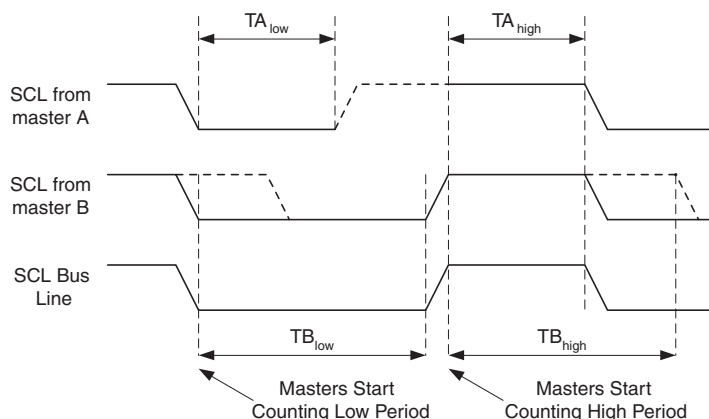 TA low
TA high
SCL from
master A
SCL from
master B
SCL Bus
Line
TB low
TB high
Masters Start
Counting Low Period
Masters Start
Counting High Period